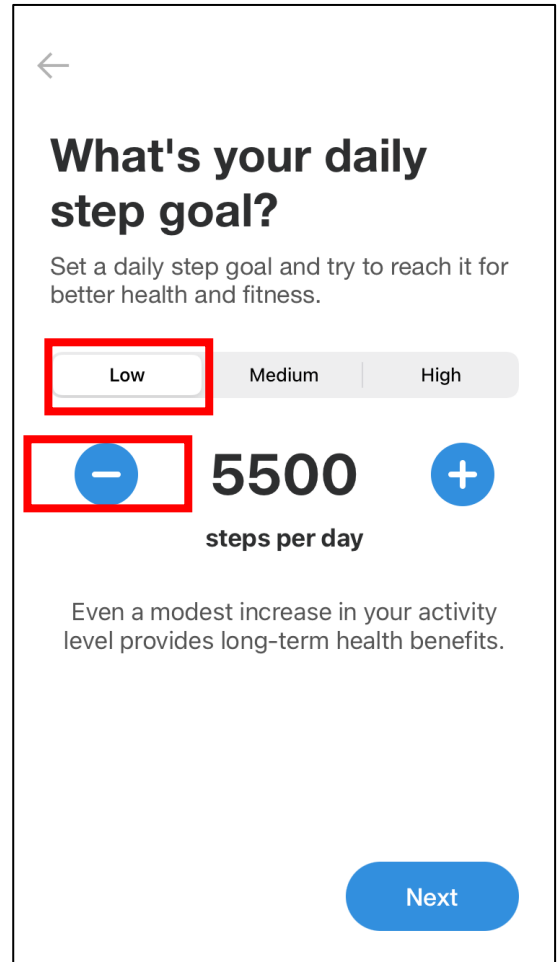 What's your daily
step goal?
Set a daily step goal and try to reach it for
better health and fitness.
Low Medium High
5500
steps per day
Even a modest increase in your activity
level provides long-term health benefits.
Next